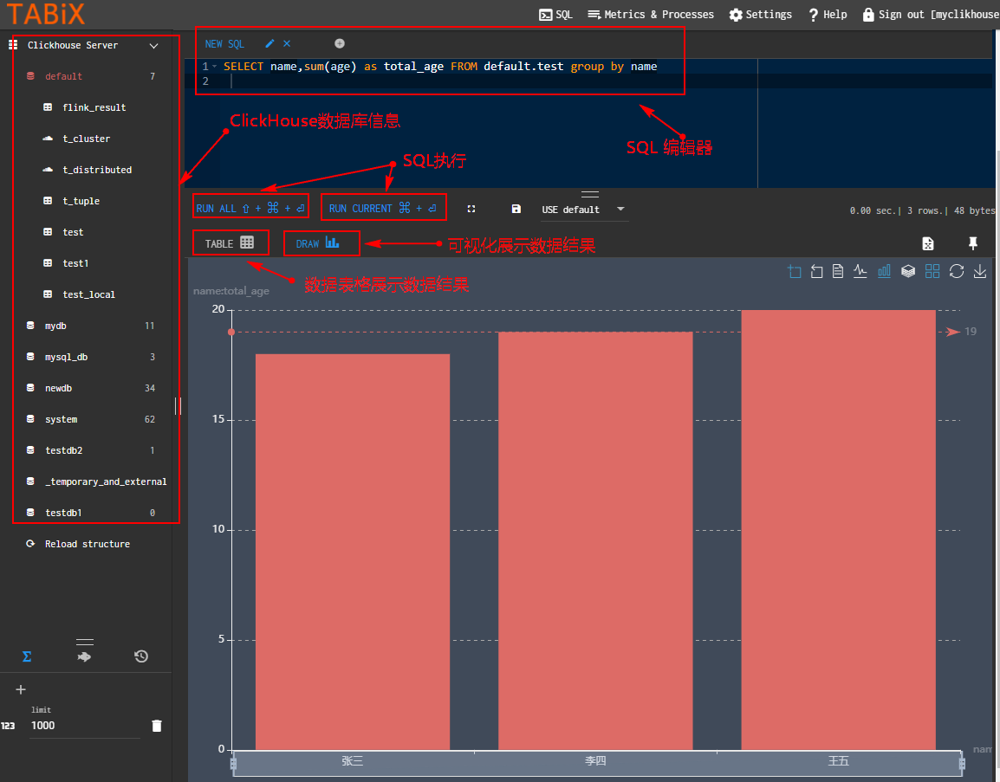 TABiX
SQL
Metrics & Processes
Settings
Help
Sign out [myclikhouse
Clickhouse Server
default 7
flink_result
t_cluster
t_distributed
t_tuple
test
test1
test_local
mydb 11
mysql_db 3
newdb 34
system 62
testdb2 1
_temporary_and_external
testdb1 0
Reload structure
Σ
+
limit
123 1000
NEW SQL
1 SELECT name,sum(age) as total_age FROM default.test group by name
2
ClickHouse数据库信息
SQL 编辑器
SQL执行
RUN ALL ⇧ + ⌘ + ⏎
RUN CURRENT ⌘ + ⏎
USE default
0.00 sec.| 3 rows.| 48 bytes
TABLE
DRAW
可视化展示数据结果
数据表格展示数据结果
name:total_age
20
19
15
10
5
0
nam
张三
李四
王五